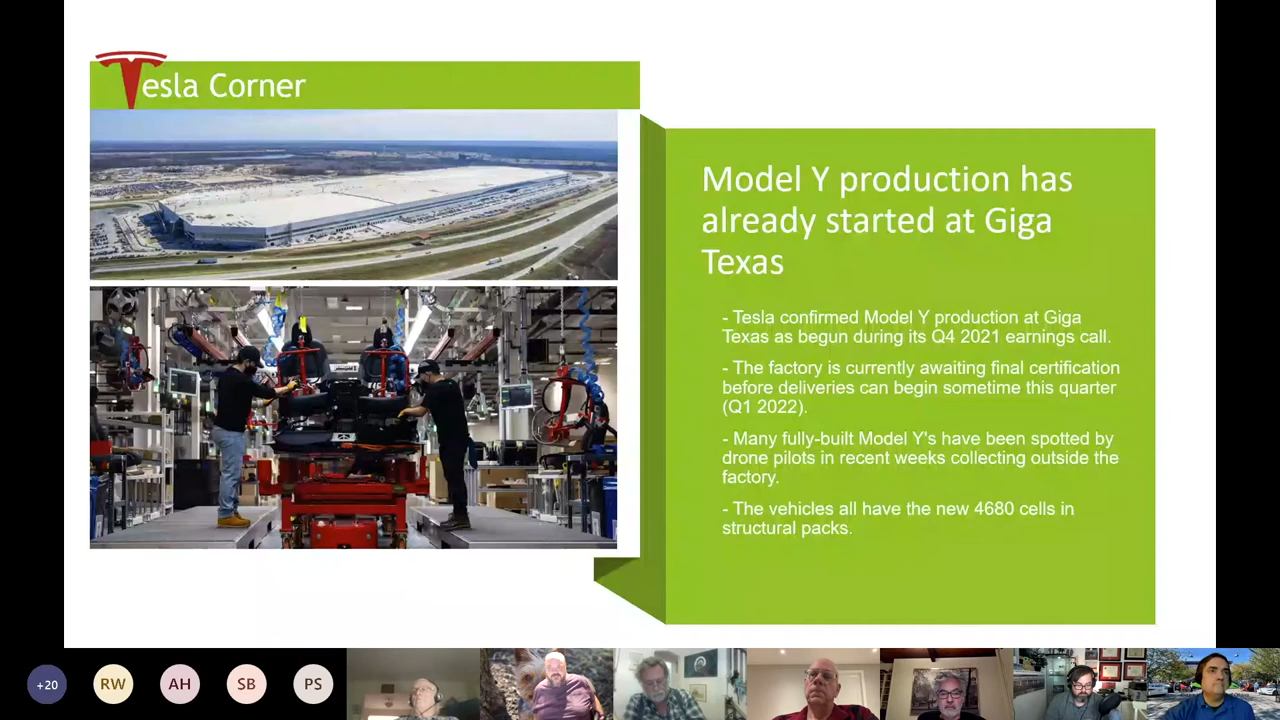 Tesla Corner
Model Y production has
already started at Giga
Texas
- Tesla confirmed Model Y production at Giga
Texas as begun during its Q4 2021 earnings call.
- The factory is currently awaiting final certification
before deliveries can begin sometime this quarter
(Q1 2022).
- Many fully-built Model Y's have been spotted by
drone pilots in recent weeks collecting outside the
factory.
- The vehicles all have the new 4680 cells in
structural packs.
+20
RW
AH
SB
PS